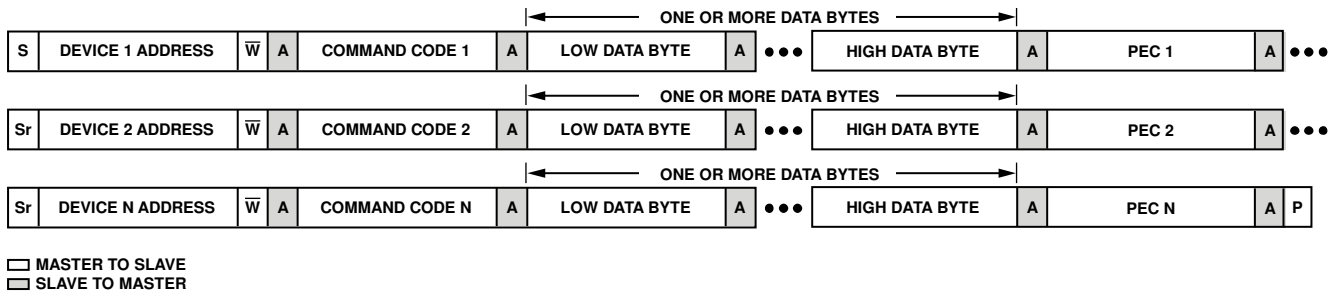 ONE OR MORE DATA BYTES
S DEVICE 1 ADDRESS W̅ A COMMAND CODE 1 A LOW DATA BYTE A ●●● HIGH DATA BYTE A PEC 1 A ●●●
ONE OR MORE DATA BYTES
Sr DEVICE 2 ADDRESS W̅ A COMMAND CODE 2 A LOW DATA BYTE A ●●● HIGH DATA BYTE A PEC 2 A ●●●
ONE OR MORE DATA BYTES
Sr DEVICE N ADDRESS W̅ A COMMAND CODE N A LOW DATA BYTE A ●●● HIGH DATA BYTE A PEC N A P
MASTER TO SLAVE
SLAVE TO MASTER